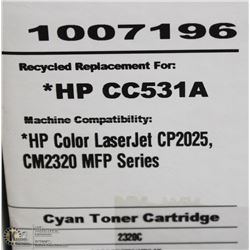 1007196
Recycled Replacement For:
*HP CC531A
Machine Compatibility:
*HP Color LaserJet CP2025,
CM2320 MFP Series
Cyan Toner Cartridge
2320C